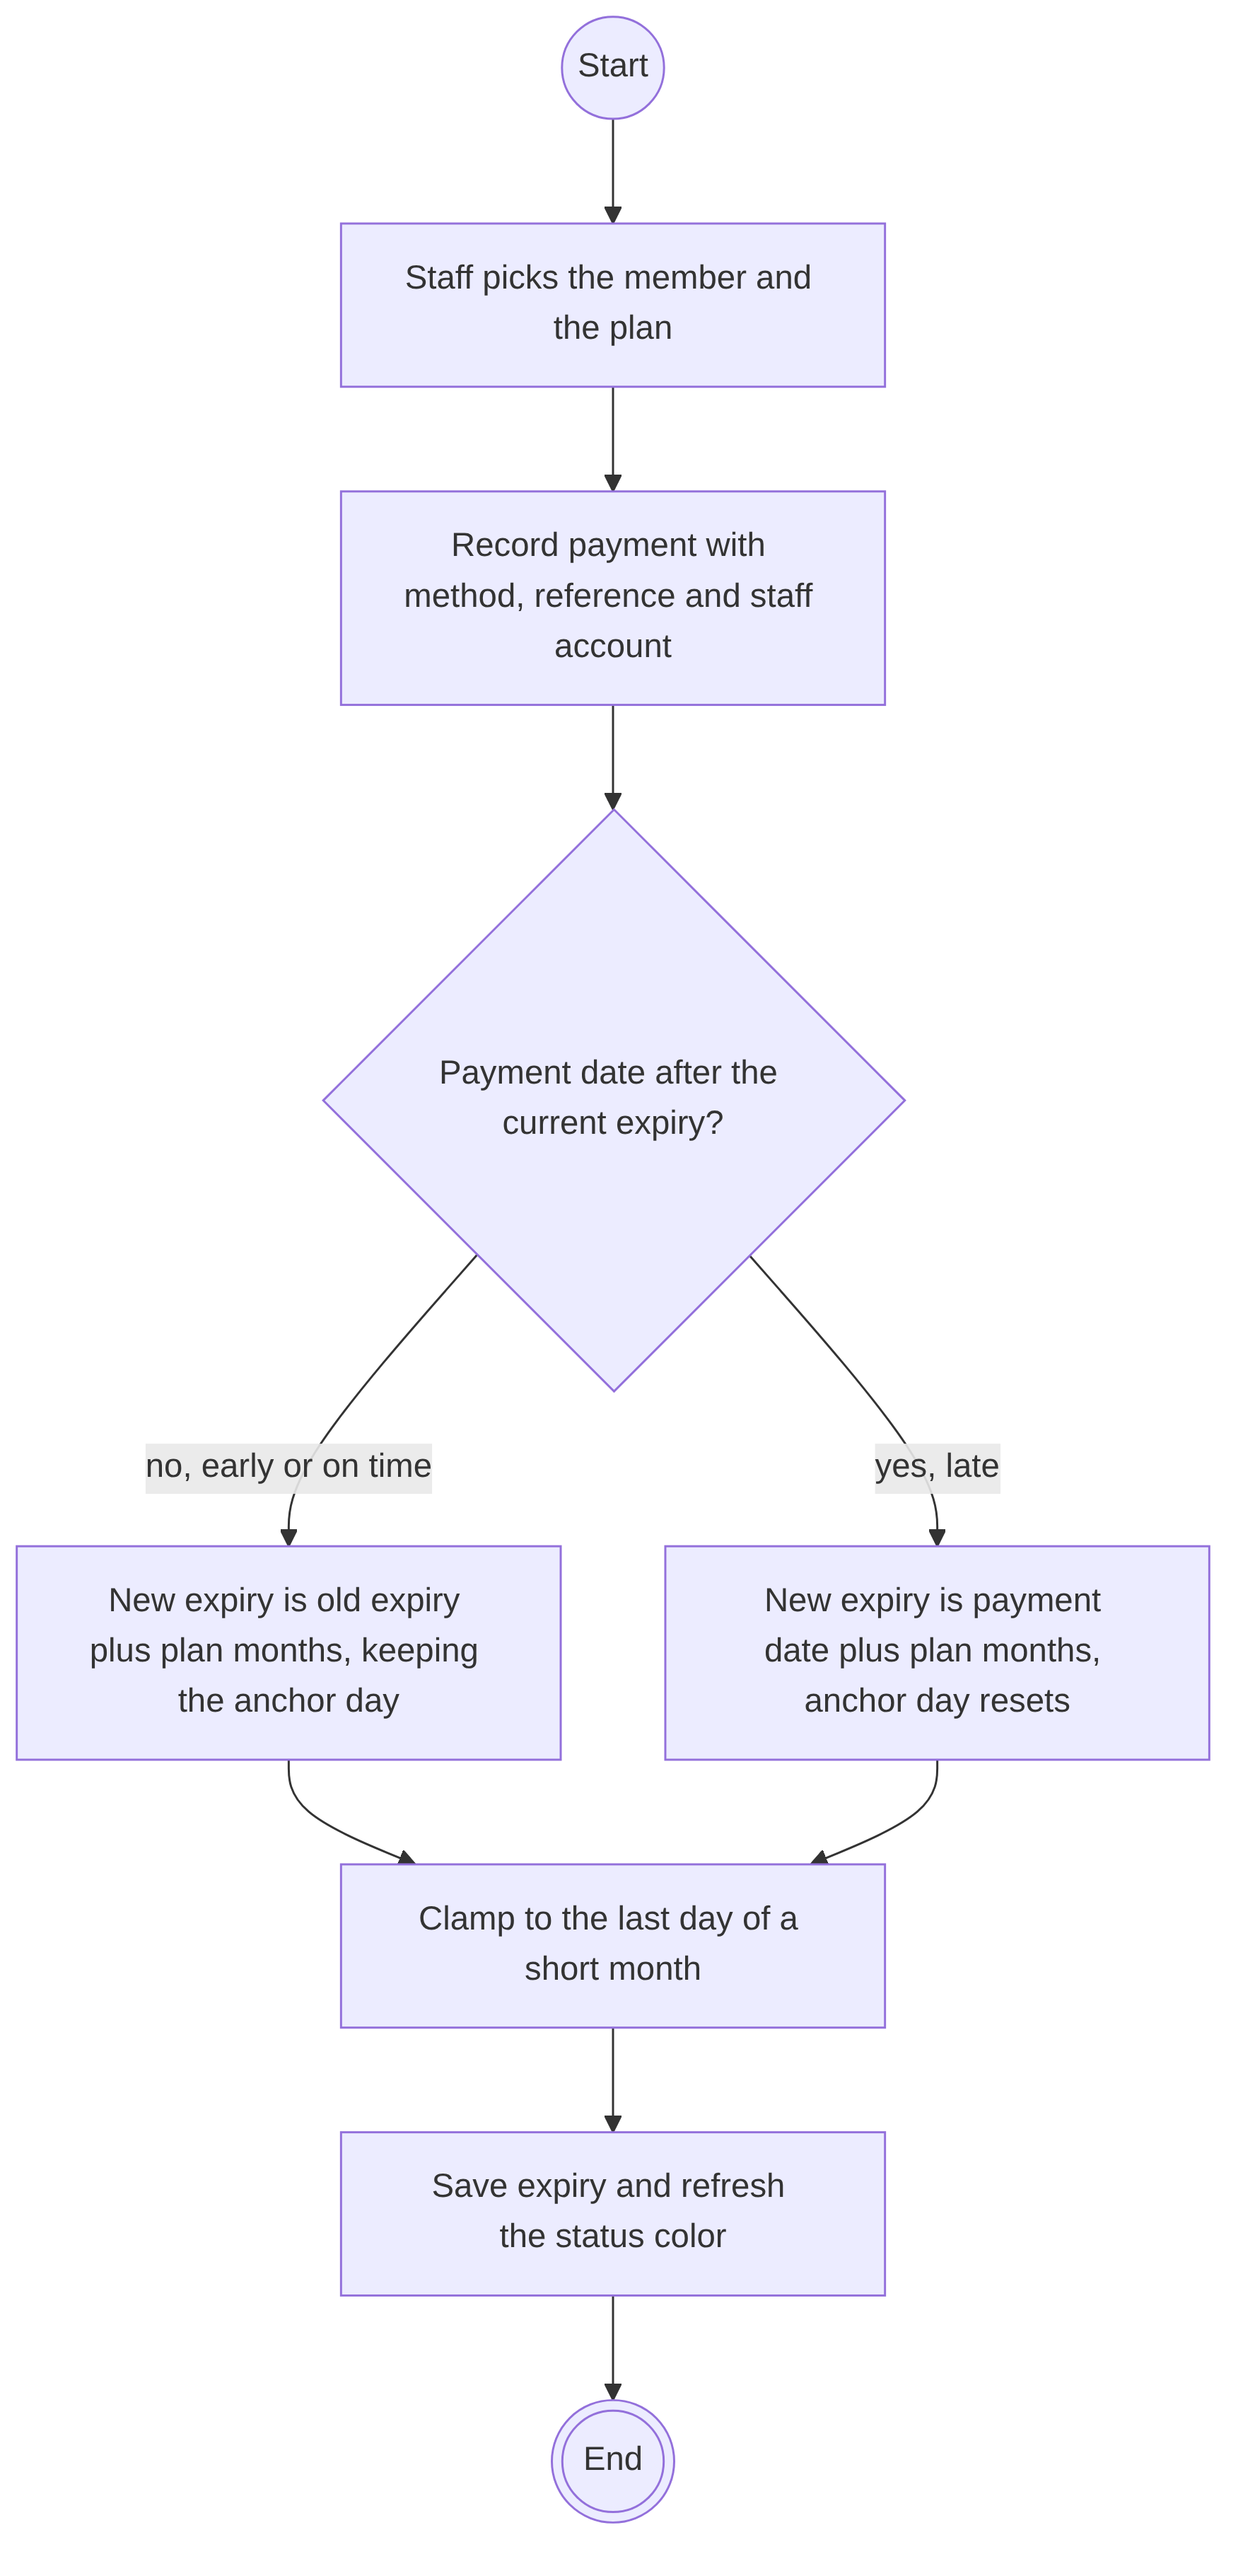 Start
Staff picks the member and
the plan
Record payment with
method, reference and staff
account
Payment date after the
current expiry?
no, early or on time
yes, late
New expiry is old expiry
plus plan months, keeping
the anchor day
New expiry is payment
date plus plan months,
anchor day resets
Clamp to the last day of a
short month
Save expiry and refresh
the status color
End